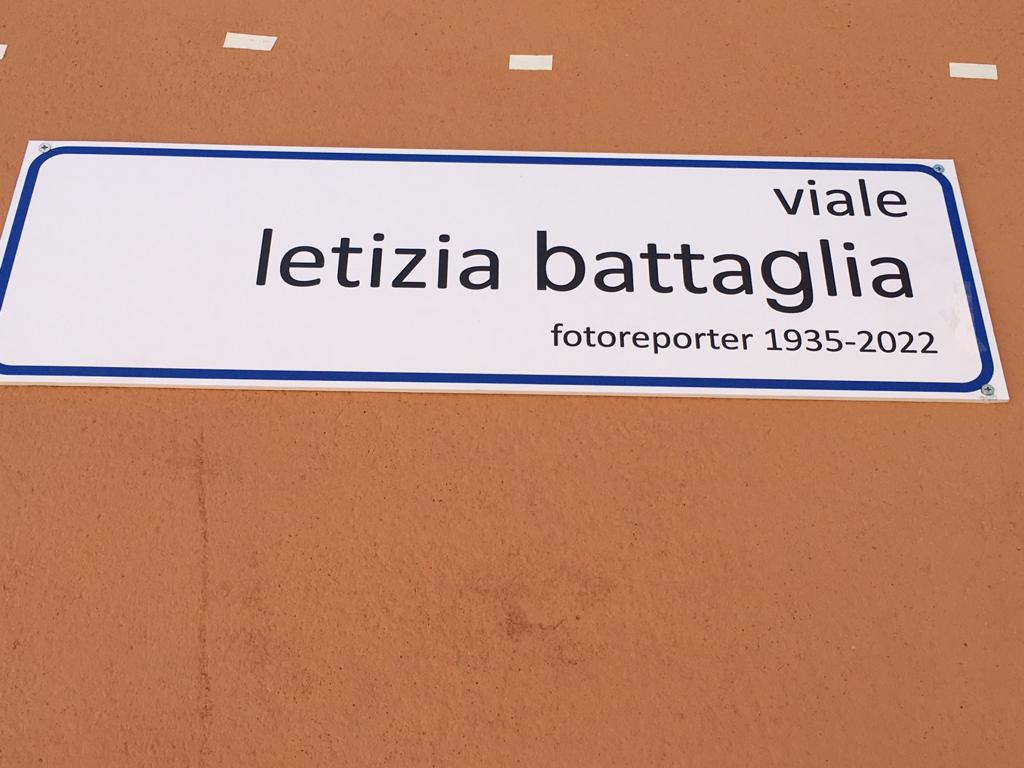 viale
letizia battaglia
fotoreporter 1935-2022